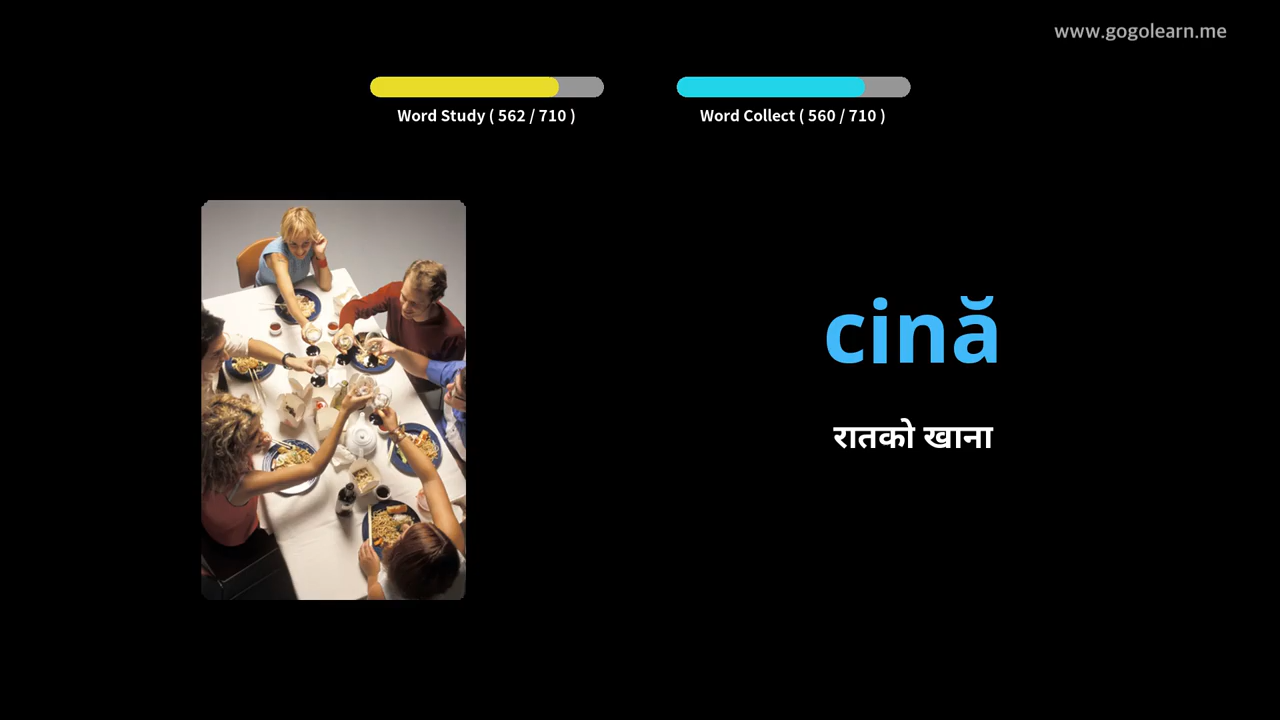 www.gogolearn.me
Word Study ( 562 / 710 )
Word Collect ( 560 / 710 )
cină
रातको खाना